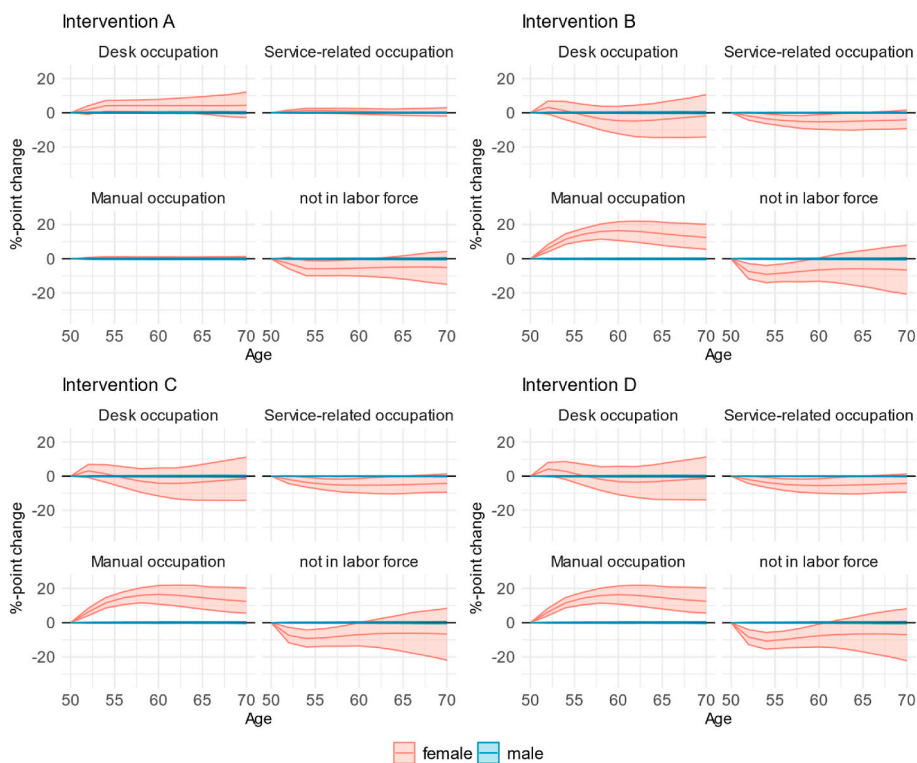 Intervention A
Desk occupation
Service-related occupation
20
0
-20
Manual occupation
not in labor force
20
0
-20
%-point change
50 55 60 65 70 50 55 60 65 70
Age
Intervention B
Desk occupation
Service-related occupation
20
0
-20
Manual occupation
not in labor force
20
0
-20
%-point change
50 55 60 65 70 50 55 60 65 70
Age
Intervention C
Desk occupation
Service-related occupation
20
0
-20
Manual occupation
not in labor force
20
0
-20
%-point change
50 55 60 65 70 50 55 60 65 70
Age
Intervention D
Desk occupation
Service-related occupation
20
0
-20
Manual occupation
not in labor force
20
0
-20
%-point change
50 55 60 65 70 50 55 60 65 70
Age
female male